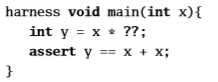 harness void main(int x){
int y = x * ??;
assert y == x + x;
}